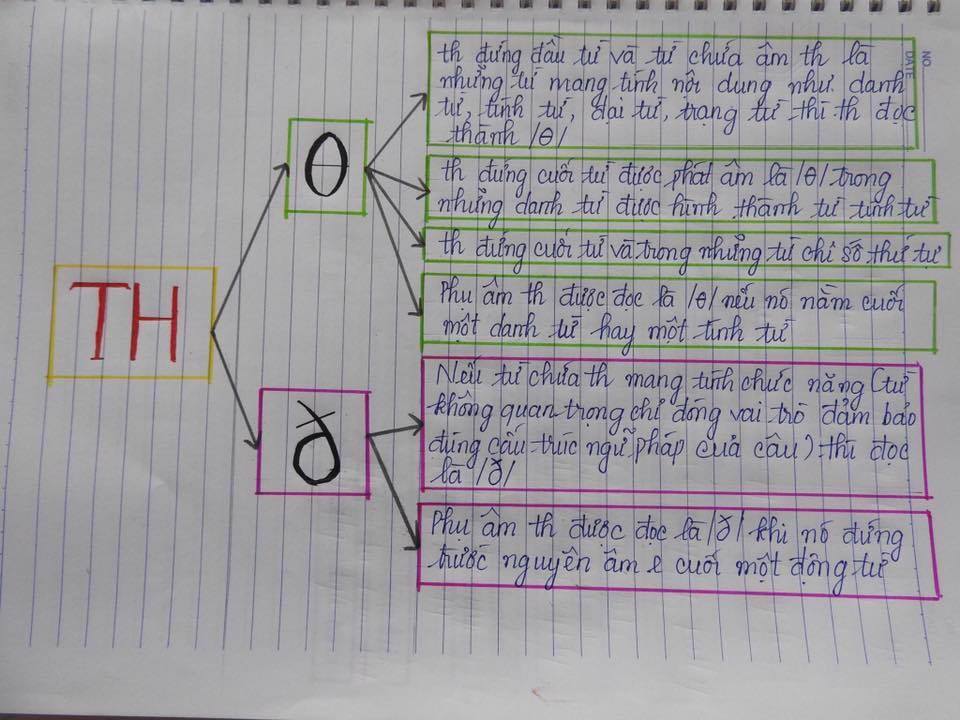 NO
DATE
th đứng đầu từ và từ chứa âm th là
những từ mang tính nội dung như danh
từ, tính từ, đại từ, trạng từ thì th đọc
thành /θ/
θ
th đứng cuối từ được phát âm là /θ/ trong
những danh từ được hình thành từ tính từ
th đứng cuối từ và trong những từ chỉ số thứ tự
TH
Phụ âm th được đọc là /θ/ nếu nó nằm cuối
một danh từ hay một tính từ
ð
Nếu từ chứa th mang tính chức năng (từ
không quan trọng chỉ đóng vai trò đảm bảo
đúng cấu trúc ngữ pháp của câu) thì đọc
là /ð/
Phụ âm th được đọc là /ð/ khi nó đứng
trước nguyên âm e cuối một động từ